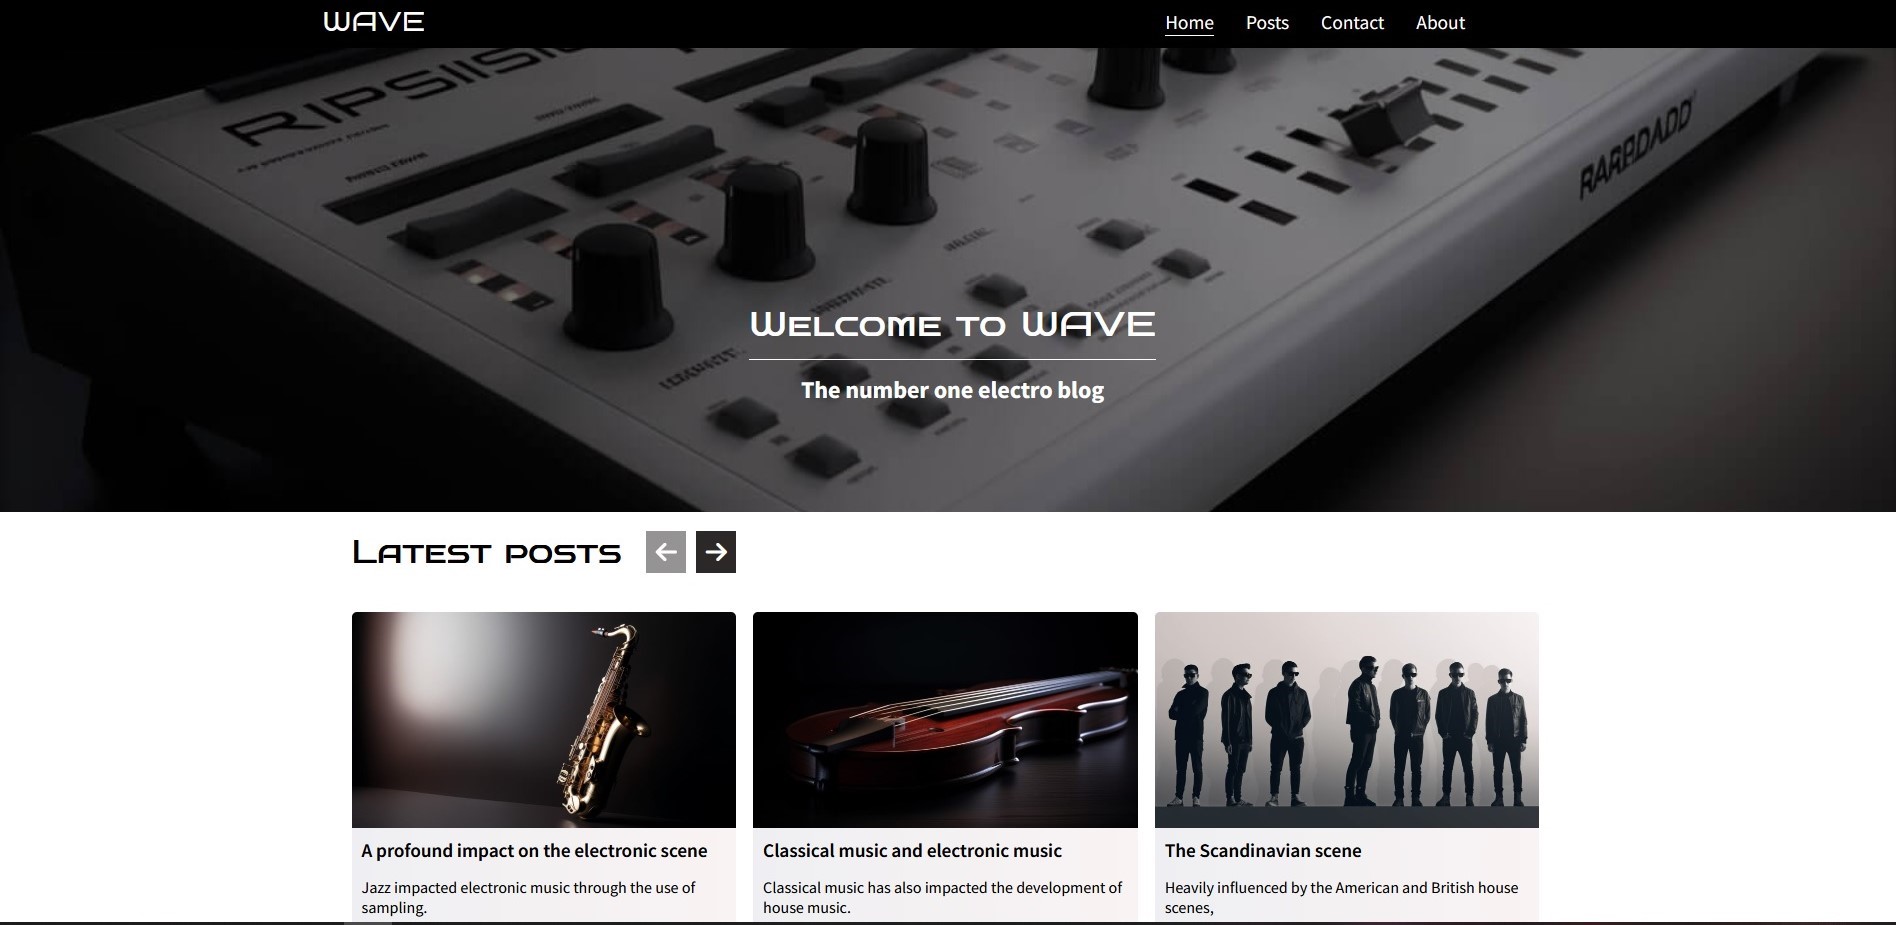 WAVE
Home Posts Contact About
RIPSIISI
RARDADD
Welcome to WAVE
The number one electro blog
Latest posts
A profound impact on the electronic scene
Jazz impacted electronic music through the use of
sampling.
Classical music and electronic music
Classical music has also impacted the development of
house music.
The Scandinavian scene
Heavily influenced by the American and British house
scenes,